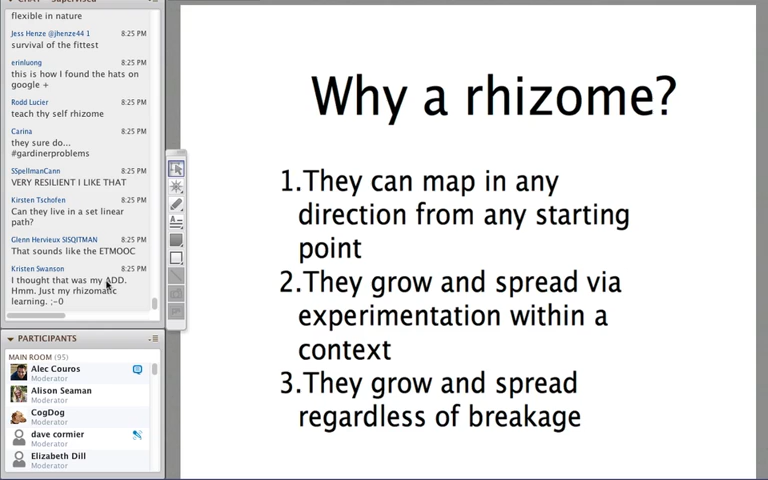 flexible in nature
Jess Henze @jhenze44 1 8:25 PM
survival of the fittest
erinluong 8:25 PM
this is how I found the hats on
google +
Rodd Lucier 8:25 PM
teach thy self rhizome
Carina 8:25 PM
they sure do...
#gardinerproblems
SSpellmanCann 8:25 PM
VERY RESILIENT I LIKE THAT
Kirsten Tschofen 8:25 PM
Can they live in a set linear
path?
Glenn Hervieux SISQITMAN 8:25 PM
That sounds like the ETMOOC
Kristen Swanson 8:25 PM
I thought that was my ADD.
Hmm. Just my rhizomatic
learning. ;-0
PARTICIPANTS
MAIN ROOM (95)
Alec Couros
Moderator
Alison Seaman
Moderator
CogDog
Moderator
dave cormier
Moderator
Elizabeth Dill
Moderator
Why a rhizome?
1.They can map in any
direction from any starting
point
2.They grow and spread via
experimentation within a
context
3.They grow and spread
regardless of breakage